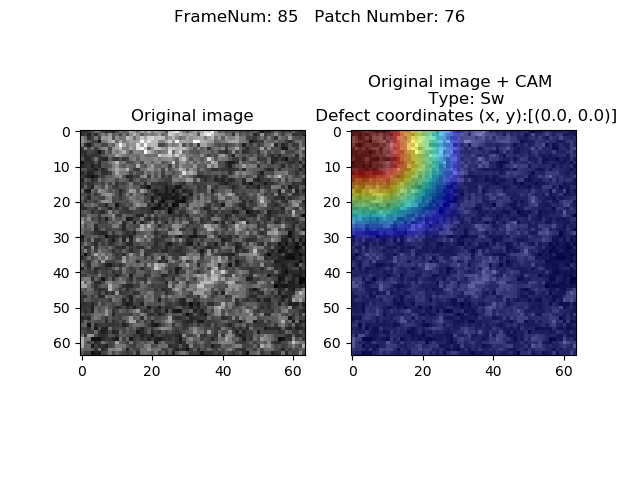 FrameNum: 85   Patch Number: 76
Original image
0
10
20
30
40
50
60
0 20 40 60
Original image + CAM
Type: Sw
Defect coordinates (x, y):[(0.0, 0.0)]
0
10
20
30
40
50
60
0 20 40 60